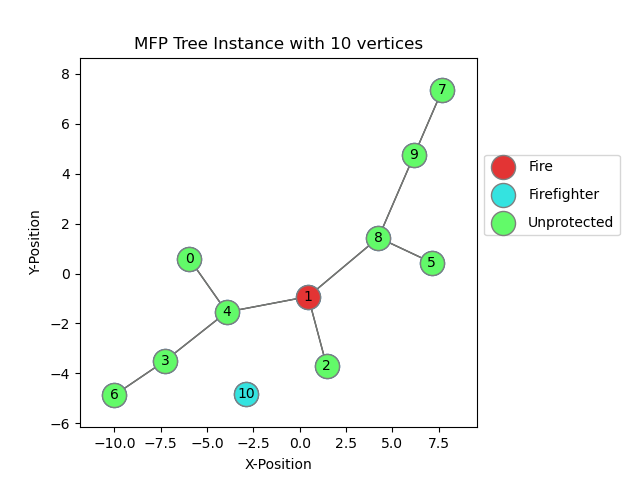 MFP Tree Instance with 10 vertices
8
6
4
2
0
−2
−4
−6
Y-Position
7
9
8
5
0
1
4
2
3
6
10
Fire
Firefighter
Unprotected
−10.0 −7.5 −5.0 −2.5 0.0 2.5 5.0 7.5
X-Position